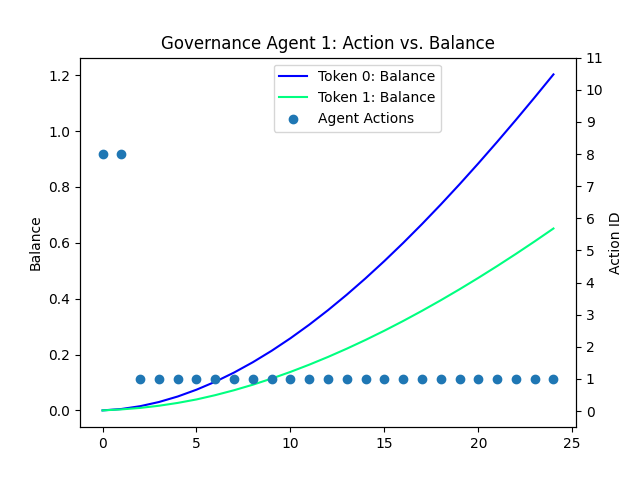 Governance Agent 1: Action vs. Balance
Token 0: Balance
Token 1: Balance
Agent Actions
Balance
1.2
1.0
0.8
0.6
0.4
0.2
0.0
Action ID
11
10
9
8
7
6
5
4
3
2
1
0
0 5 10 15 20 25